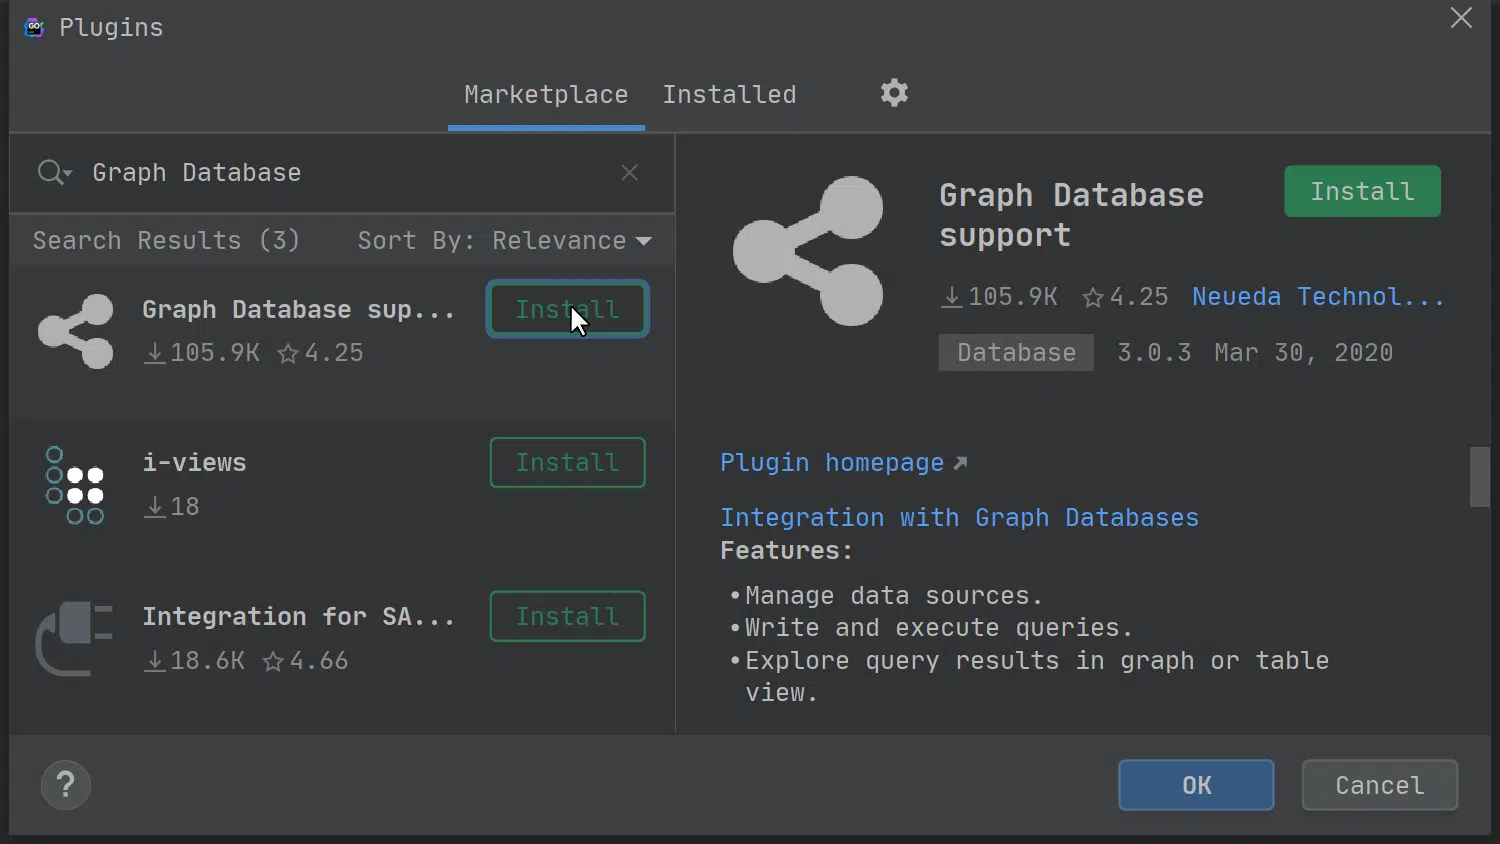 GO
Plugins
Marketplace
Installed
Graph Database
Search Results (3)
Sort By: Relevance
Graph Database sup...
Install
105.9K
4.25
i-views
Install
18
Integration for SA...
Install
18.6K
4.66
Graph Database
support
Install
105.9K
4.25
Neueda Technol...
Database
3.0.3
Mar 30, 2020
Plugin homepage
Integration with Graph Databases
Features:
•Manage data sources.
•Write and execute queries.
•Explore query results in graph or table
view.
?
OK
Cancel